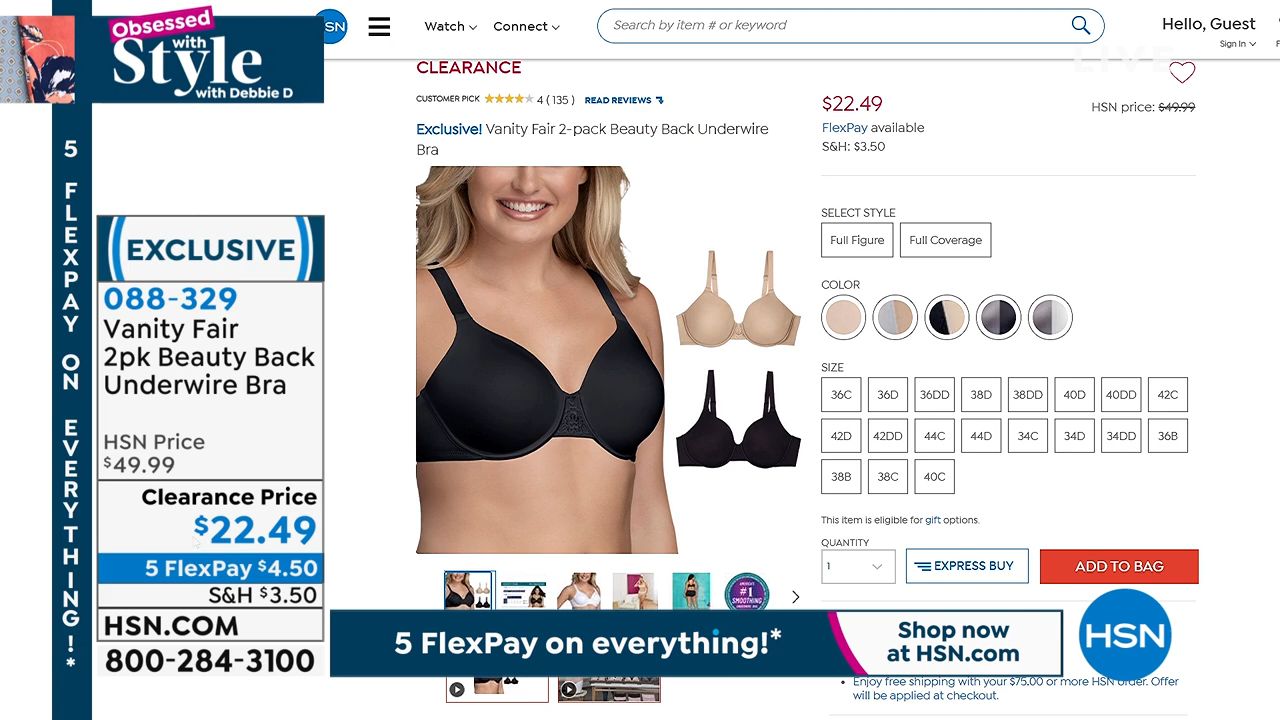 Obsessed
with
Style
with Debbie D
5 FLEXPAY ON EVERYTHING!*
EXCLUSIVE
088-329
Vanity Fair
2pk Beauty Back
Underwire Bra
HSN Price
$49.99
Clearance Price
$22.49
5 FlexPay $4.50
S&H $3.50
HSN.COM
800-284-3100
HSN
Watch
Connect
Search by item # or keyword
Hello, Guest
Sign In
LIVE
CLEARANCE
CUSTOMER PICK 4 ( 135 ) READ REVIEWS
Exclusive! Vanity Fair 2-pack Beauty Back Underwire
Bra
$22.49
HSN price: $49.99
FlexPay available
S&H: $3.50
SELECT STYLE
Full Figure Full Coverage
COLOR
SIZE
36C 36D 36DD 38D 38DD 40D 40DD 42C
42D 42DD 44C 44D 34C 34D 34DD 36B
38B 38C 40C
This item is eligible for gift options.
QUANTITY
1
EXPRESS BUY
ADD TO BAG
AMERICA'S
#1
SMOOTHING
5 FlexPay on everything!*
Shop now
at HSN.com
HSN
• Enjoy free shipping with your $75.00 or more HSN order. Offer
will be applied at checkout.